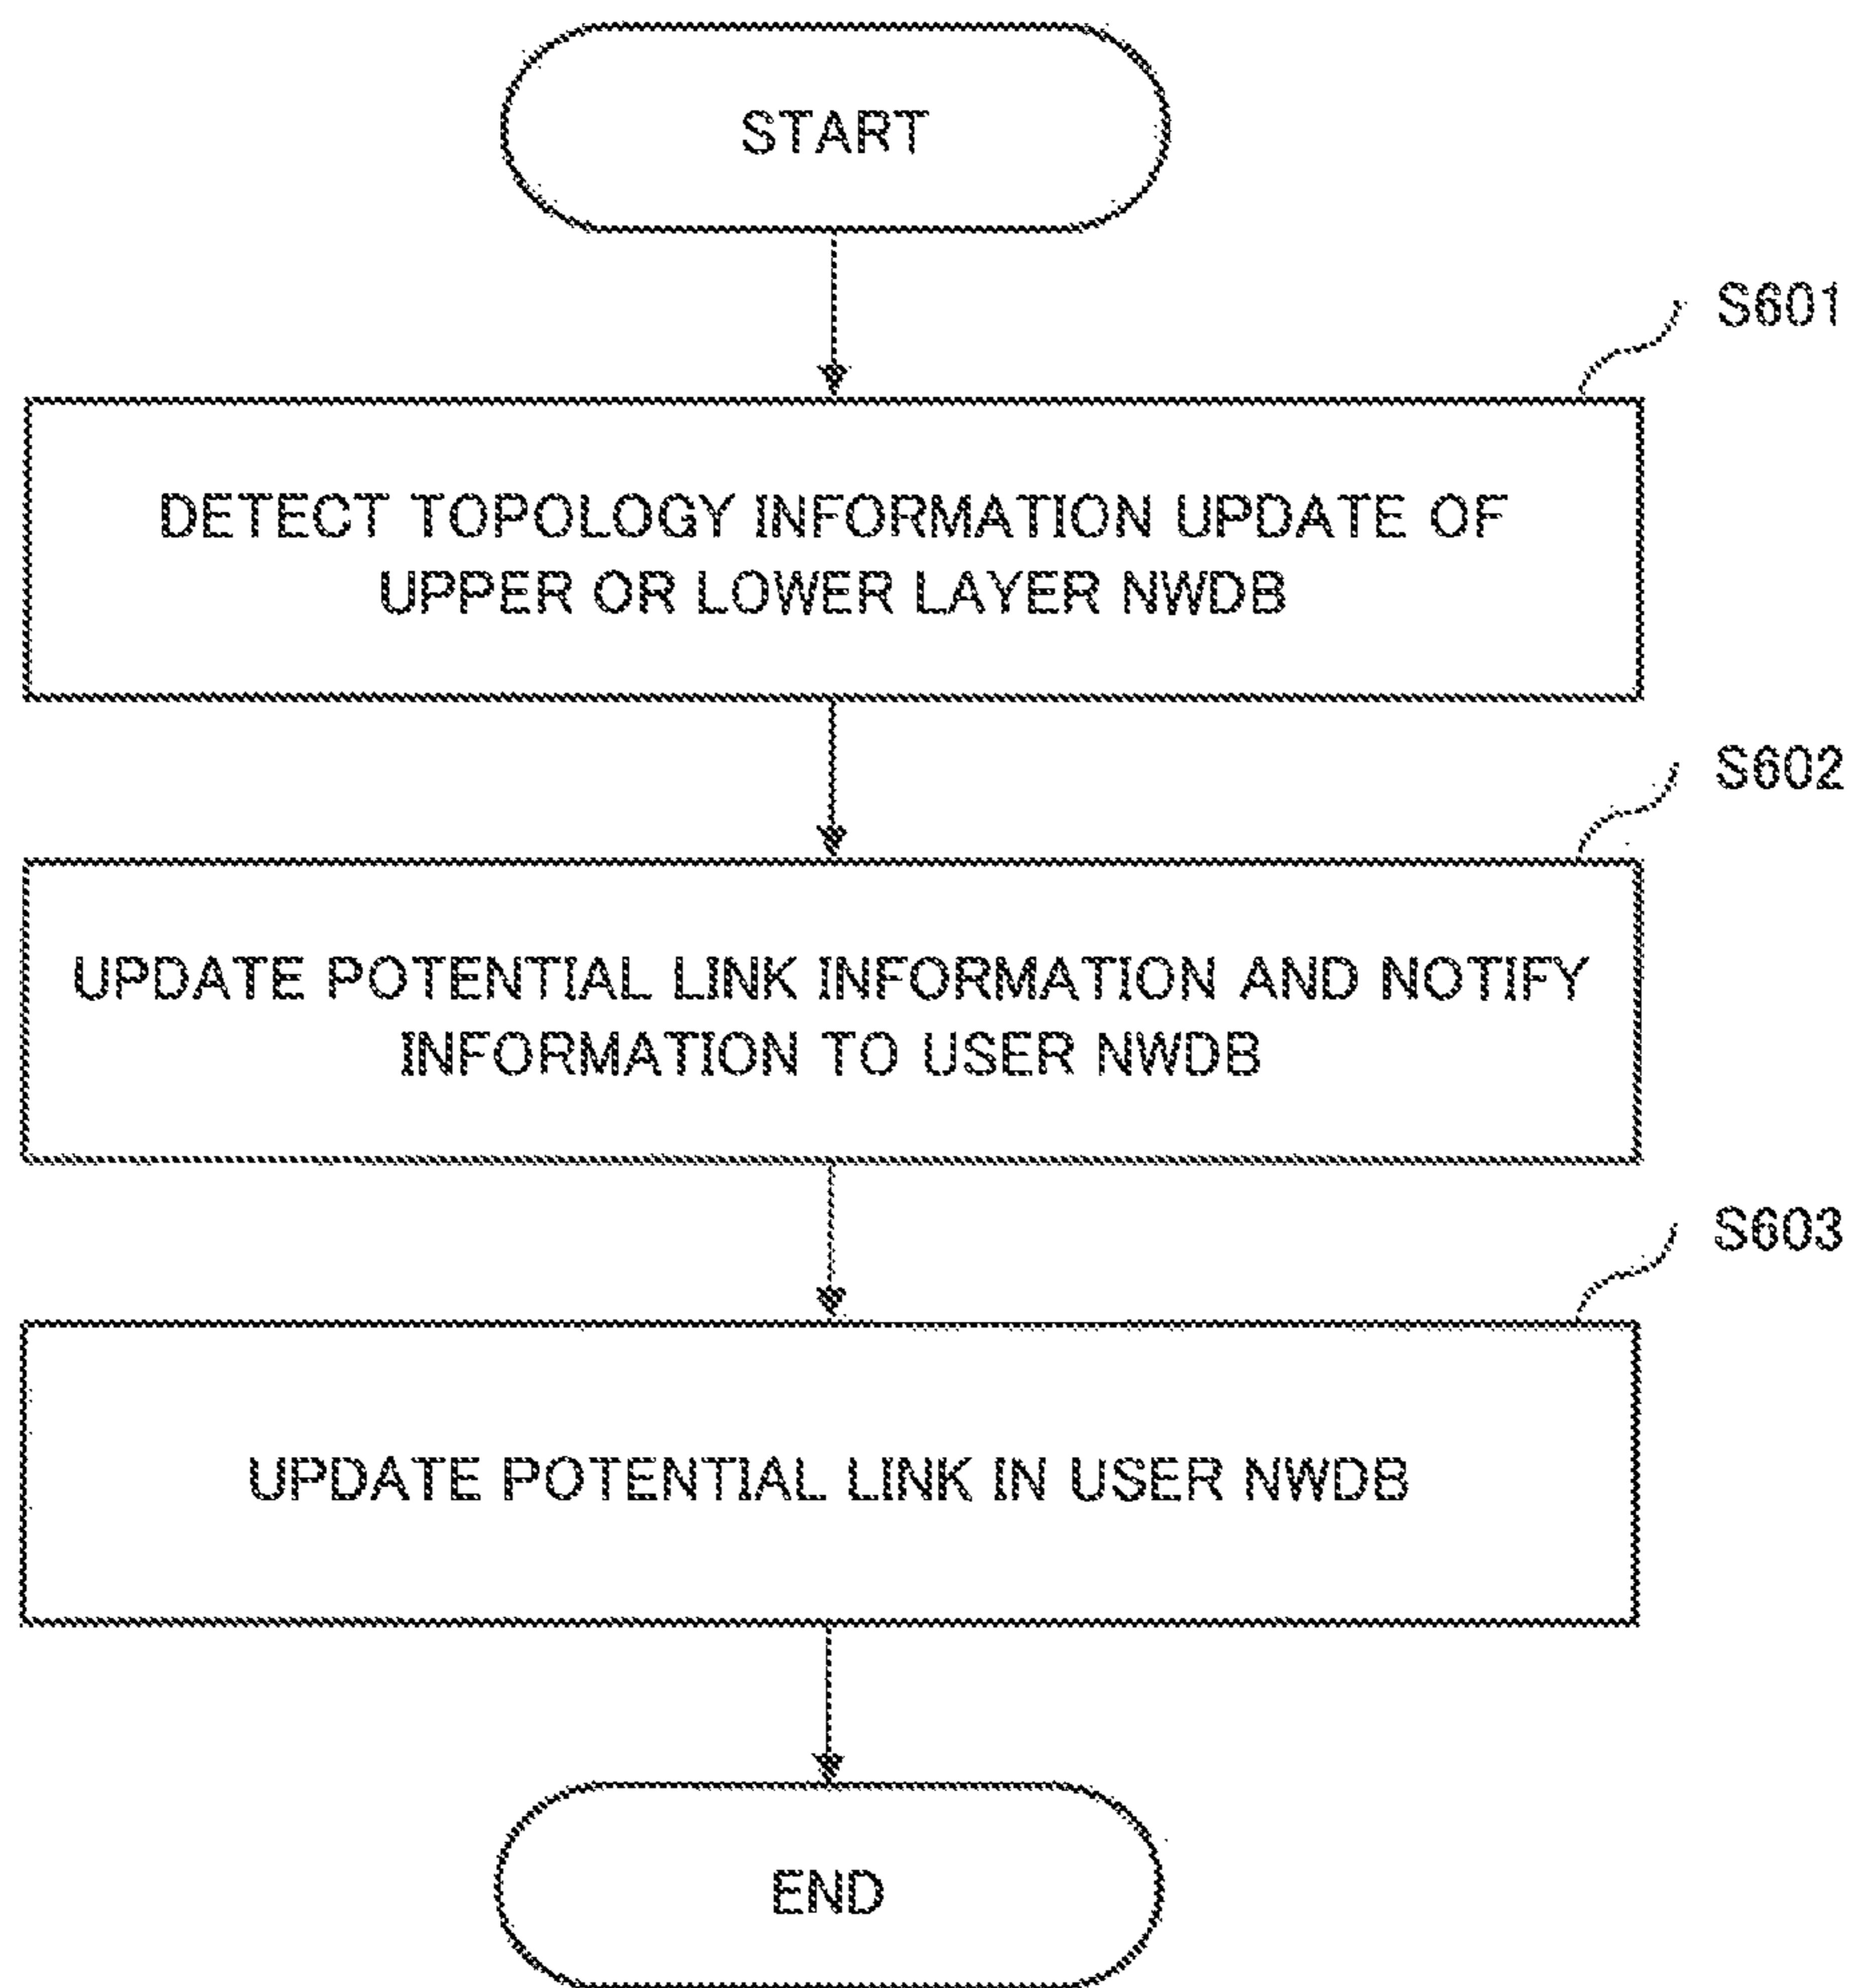 START
S601
DETECT TOPOLOGY INFORMATION UPDATE OF
UPPER OR LOWER LAYER NWDB
S602
UPDATE POTENTIAL LINK INFORMATION AND NOTIFY
INFORMATION TO USER NWDB
S603
UPDATE POTENTIAL LINK IN USER NWDB
END